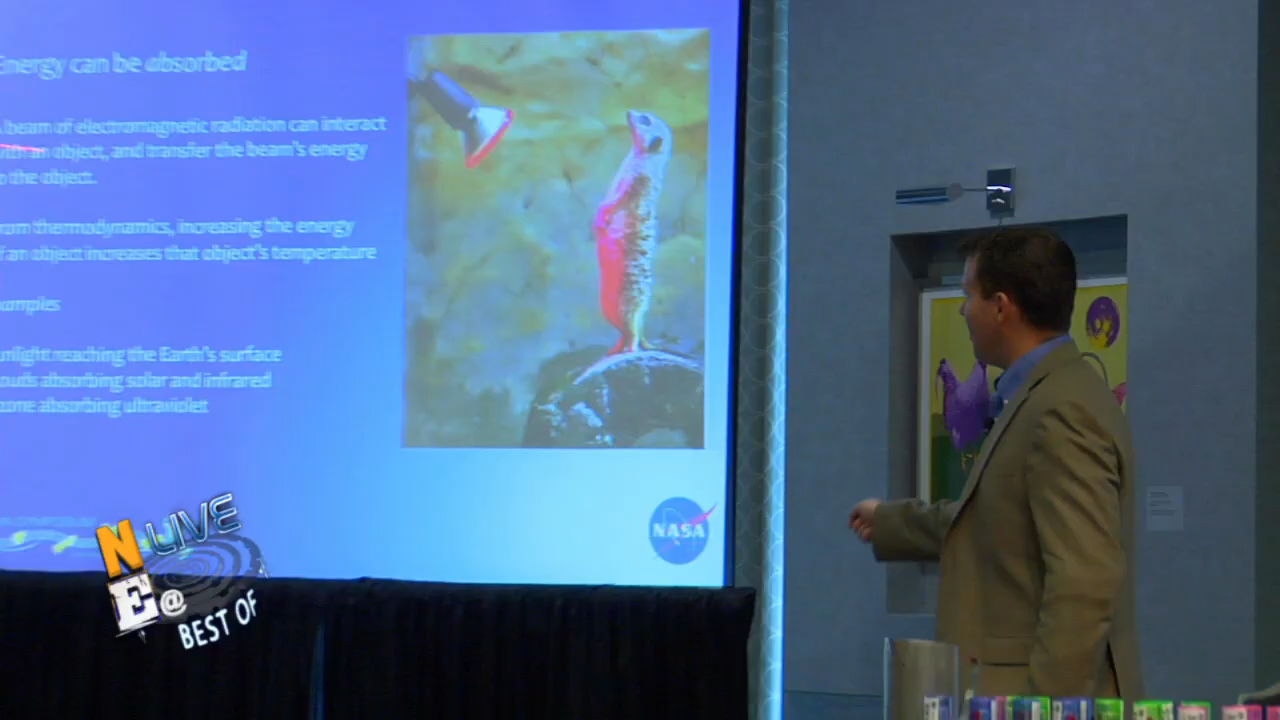 Energy can be absorbed
A beam of electromagnetic radiation can interact
with an object, and transfer the beam's energy
to the object.
From thermodynamics, increasing the energy
of an object increases that object's temperature
Examples
Sunlight reaching the Earth's surface
Clouds absorbing solar and infrared
Ozone absorbing ultraviolet
NASA
N LIVE
E @
BEST OF